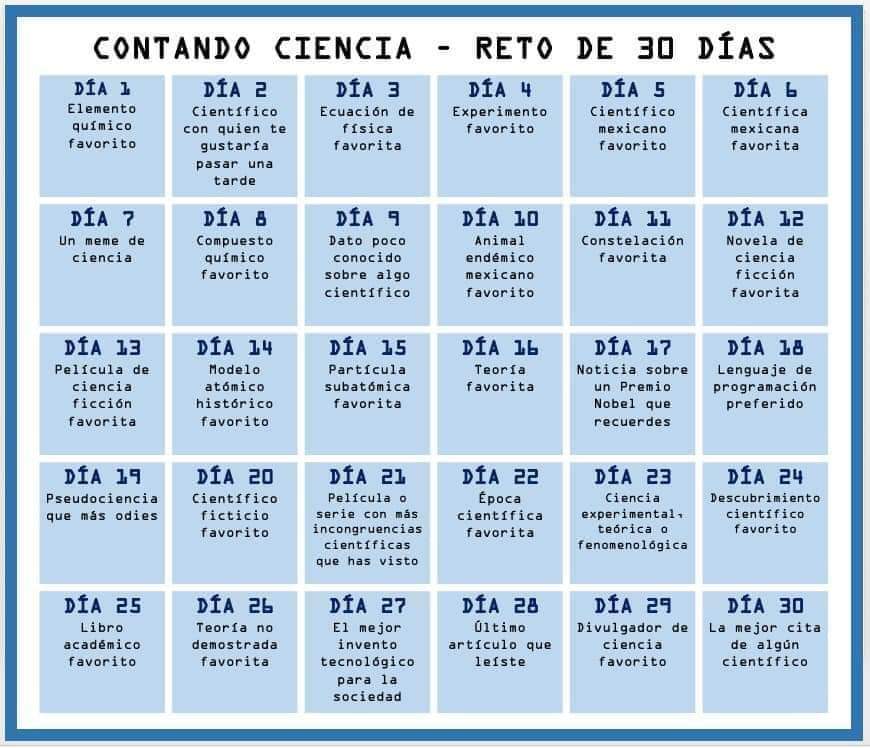 CONTANDO CIENCIA - RETO DE 30 DÍAS
DÍA 1
Elemento
químico
favorito
DÍA 2
Científico
con quien te
gustaría
pasar una
tarde
DÍA 3
Ecuación de
física
favorita
DÍA 4
Experimento
favorito
DÍA 5
Científico
mexicano
favorito
DÍA 6
Científica
mexicana
favorita
DÍA 7
Un meme de
ciencia
DÍA 8
Compuesto
químico
favorito
DÍA 9
Dato poco
conocido
sobre algo
científico
DÍA 10
Animal
endémico
mexicano
favorito
DÍA 11
Constelación
favorita
DÍA 12
Novela de
ciencia
ficción
favorita
DÍA 13
Película de
ciencia
ficción
favorita
DÍA 14
Modelo
atómico
histórico
favorito
DÍA 15
Partícula
subatómica
favorita
DÍA 16
Teoría
favorita
DÍA 17
Noticia sobre
un Premio
Nobel que
recuerdes
DÍA 18
Lenguaje de
programación
preferido
DÍA 19
Pseudociencia
que más odies
DÍA 20
Científico
ficticio
favorito
DÍA 21
Película o
serie con más
incongruencias
científicas
que has visto
DÍA 22
Época
científica
favorita
DÍA 23
Ciencia
experimental,
teórica o
fenomenológica
DÍA 24
Descubrimiento
científico
favorito
DÍA 25
Libro
académico
favorito
DÍA 26
Teoría no
demostrada
favorita
DÍA 27
El mejor
invento
tecnológico
para la
sociedad
DÍA 28
Último
artículo que
leíste
DÍA 29
Divulgador de
ciencia
favorito
DÍA 30
La mejor cita
de algún
científico